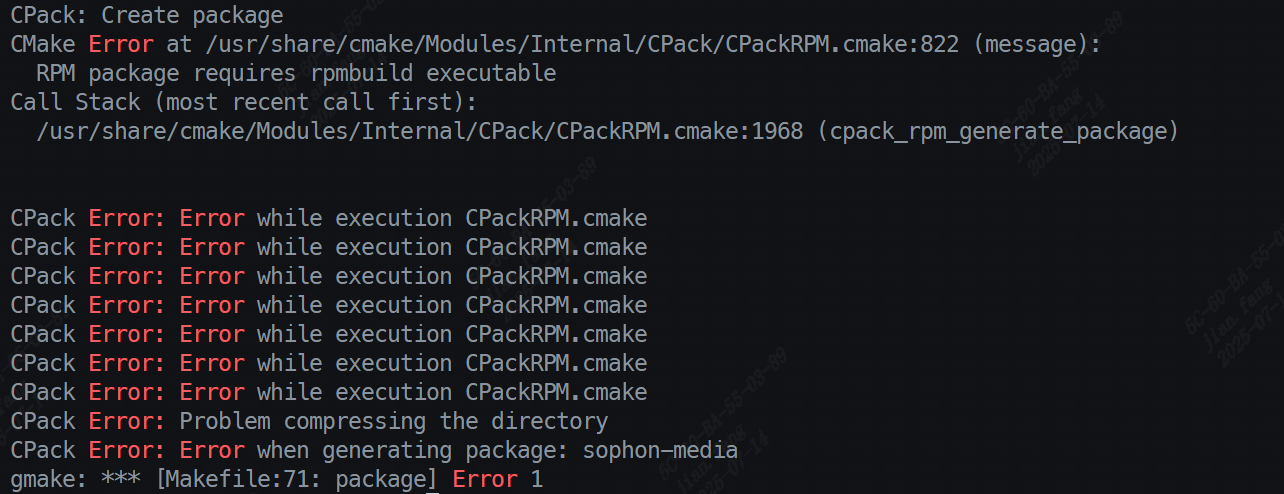 CPack: Create package
CMake Error at /usr/share/cmake/Modules/Internal/CPack/CPackRPM.cmake:822 (message):
  RPM package requires rpmbuild executable
Call Stack (most recent call first):
  /usr/share/cmake/Modules/Internal/CPack/CPackRPM.cmake:1968 (cpack_rpm_generate_package)
CPack Error: Error while execution CPackRPM.cmake
CPack Error: Error while execution CPackRPM.cmake
CPack Error: Error while execution CPackRPM.cmake
CPack Error: Error while execution CPackRPM.cmake
CPack Error: Error while execution CPackRPM.cmake
CPack Error: Error while execution CPackRPM.cmake
CPack Error: Error while execution CPackRPM.cmake
CPack Error: Problem compressing the directory
CPack Error: Error when generating package: sophon-media
gmake: *** [Makefile:71: package] Error 1